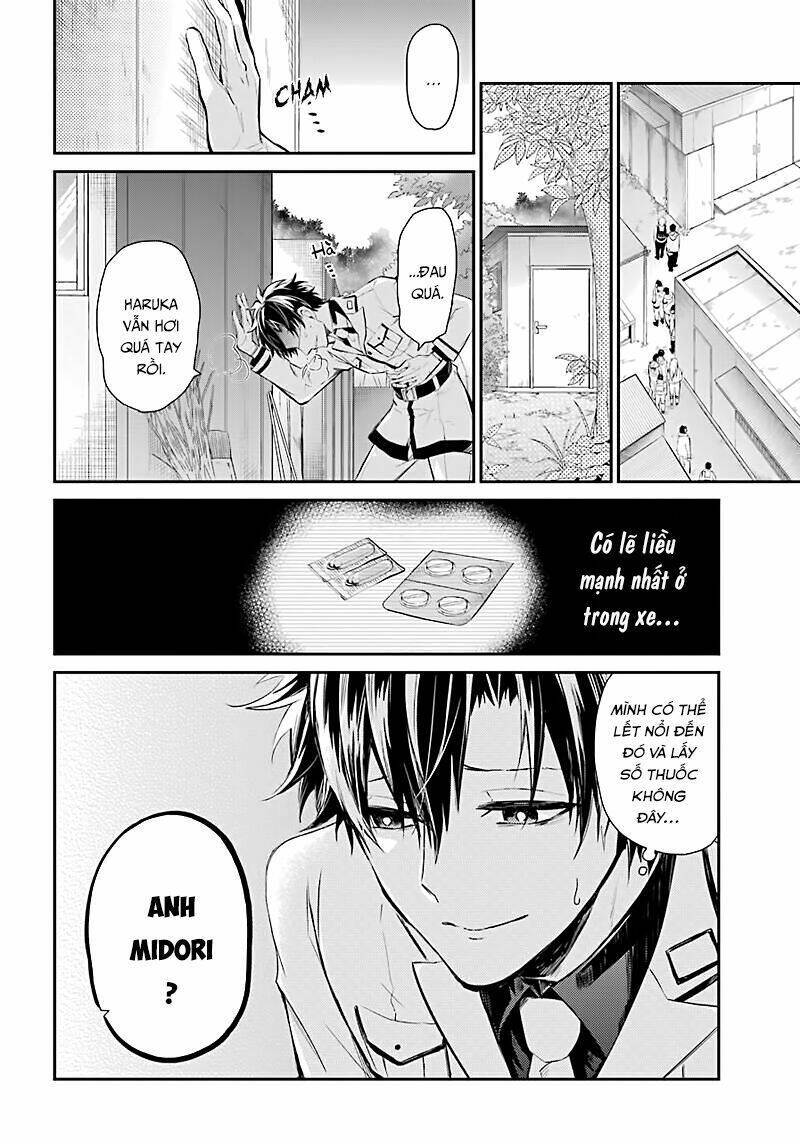 ...
CHẠM
...ĐAU
QUÁ.
Hà
HARUKA
VẪN HƠI
QUÁ TAY
RỒI.
Có lẽ liều
mạnh nhất ở
trong xe...
MÌNH CÓ THỂ
LẾT NỔI ĐẾN
ĐÓ VÀ LẤY
SỐ THUỐC
KHÔNG
ĐÂY...
ANH
MIDORI
?